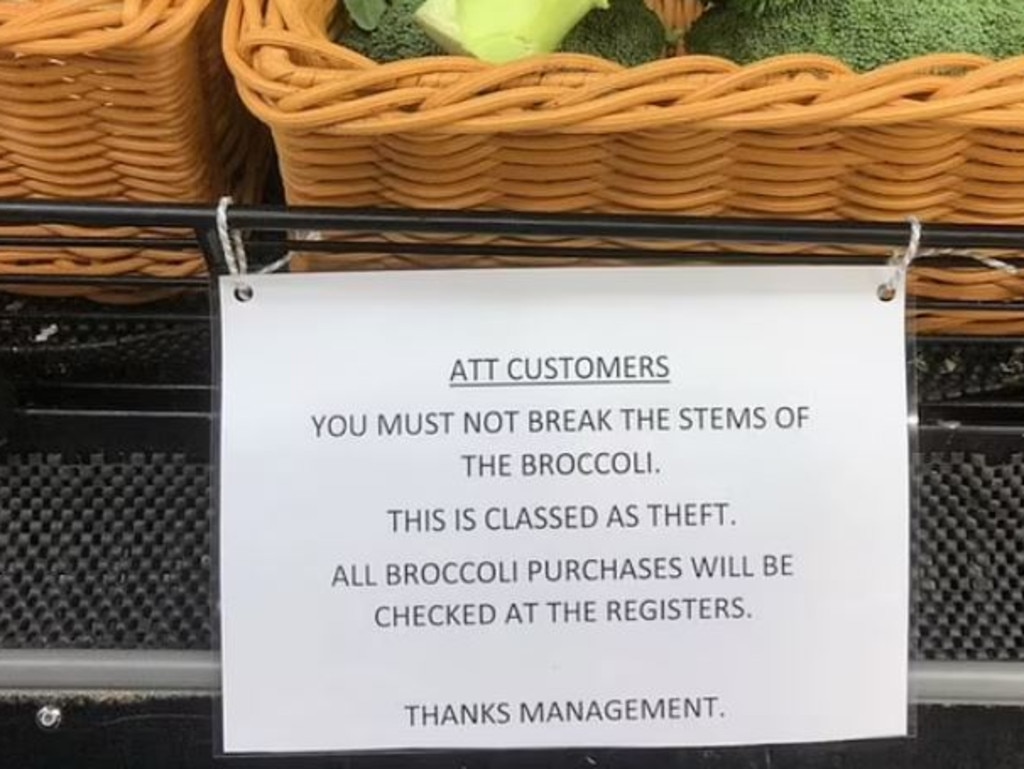 ATT CUSTOMERS
YOU MUST NOT BREAK THE STEMS OF
THE BROCCOLI.
THIS IS CLASSED AS THEFT.
ALL BROCCOLI PURCHASES WILL BE
CHECKED AT THE REGISTERS.
THANKS MANAGEMENT.